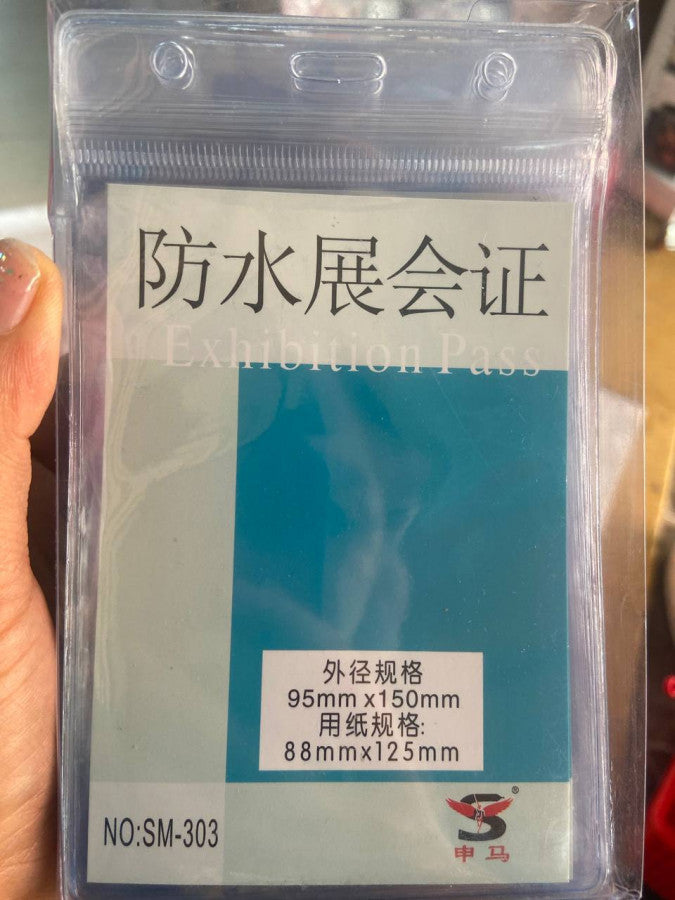 防水展会证
Exhibition Pass
外径规格
95mm x150mm
用纸规格:
88mmx125mm
NO:SM-303
S®
申马